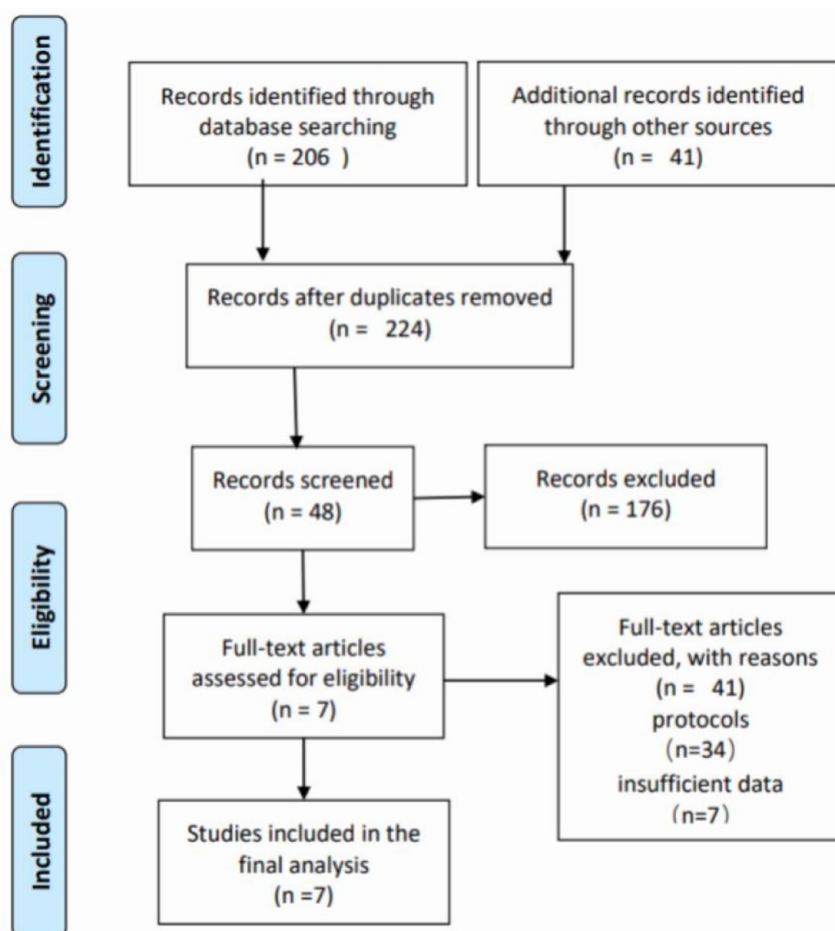 Identification
Records identified through
database searching
(n = 206 )
Additional records identified
through other sources
(n = 41)
Screening
Records after duplicates removed
(n = 224)
Records screened
(n = 48)
Records excluded
(n = 176)
Eligibility
Full-text articles
assessed for eligibility
(n = 7)
Full-text articles
excluded, with reasons
(n = 41)
protocols
(n=34)
insufficient data
(n=7)
Included
Studies included in the
final analysis
(n =7)